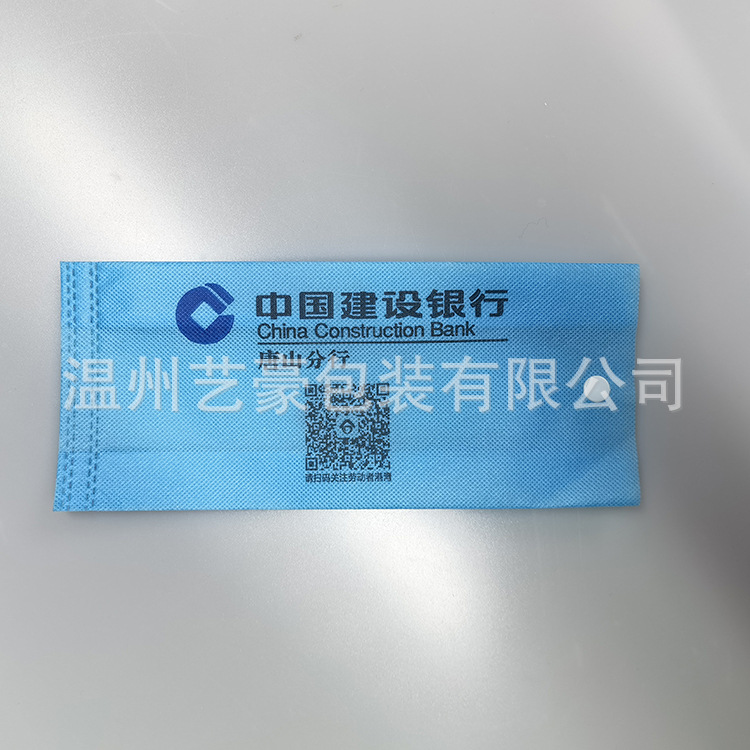 中国建设银行
China Construction Bank
唐山分行
温州艺豪包装有限公司
请扫码关注劳动者港湾